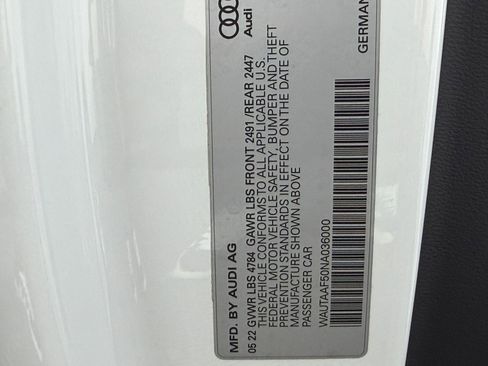 Audi
GERMAN
MFD. BY AUDI AG
05 22 GVWR LBS 4784 GAWR LBS FRONT 2491 /REAR 2447
THIS VEHICLE CONFORMS TO ALL APPLICABLE U.S.
FEDERAL MOTOR VEHICLE SAFETY, BUMPER AND THEFT
PREVENTION STANDARDS IN EFFECT ON THE DATE OF
MANUFACTURE SHOWN ABOVE
PASSENGER CAR
WAUTAAF50NA036000